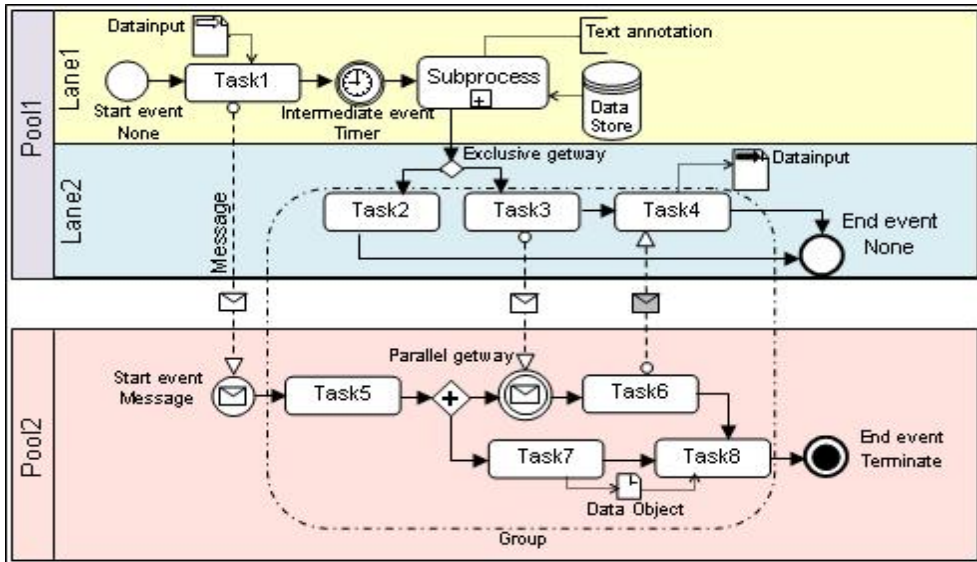 Pool1
Lane1
Datainput
Text annotation
Task1
Subprocess
Start event
None
Intermediate event
Timer
Data
Store
Lane2
Exclusive getway
Datainput
Task2
Task3
Task4
End event
None
Message
Pool2
Parallel getway
Start event
Message
Task5
Task6
Task7
Task8
End event
Terminate
Data Object
Group